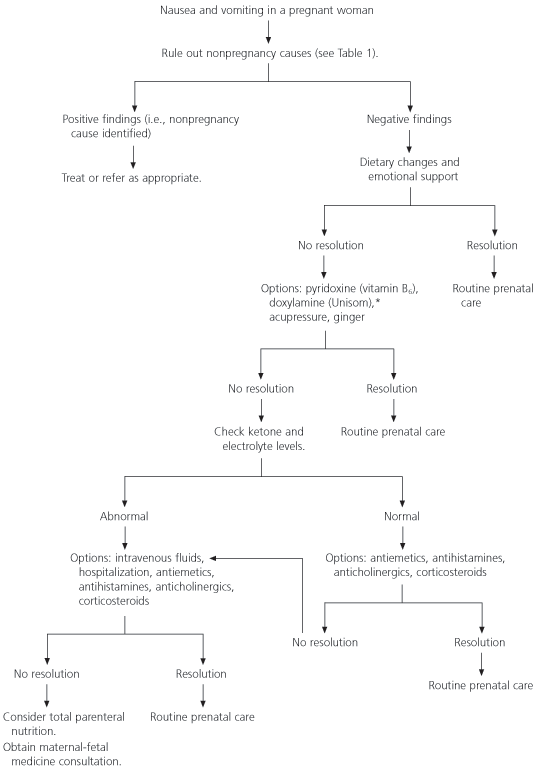 Nausea and vomiting in a pregnant woman
Rule out nonpregnancy causes (see Table 1).
Positive findings (i.e., nonpregnancy
cause identified)
Negative findings
Treat or refer as appropriate.
Dietary changes and
emotional support
No resolution
Resolution
Options: pyridoxine (vitamin B₆),
doxylamine (Unisom),*
acupressure, ginger
Routine prenatal
care
No resolution
Resolution
Check ketone and
electrolyte levels.
Routine prenatal care
Abnormal
Normal
Options: intravenous fluids,
hospitalization, antiemetics,
antihistamines, anticholinergics,
corticosteroids
Options: antiemetics, antihistamines,
anticholinergics, corticosteroids
No resolution
Resolution
Routine prenatal care
No resolution
Resolution
Consider total parenteral
nutrition.
Obtain maternal-fetal
medicine consultation.
Routine prenatal care